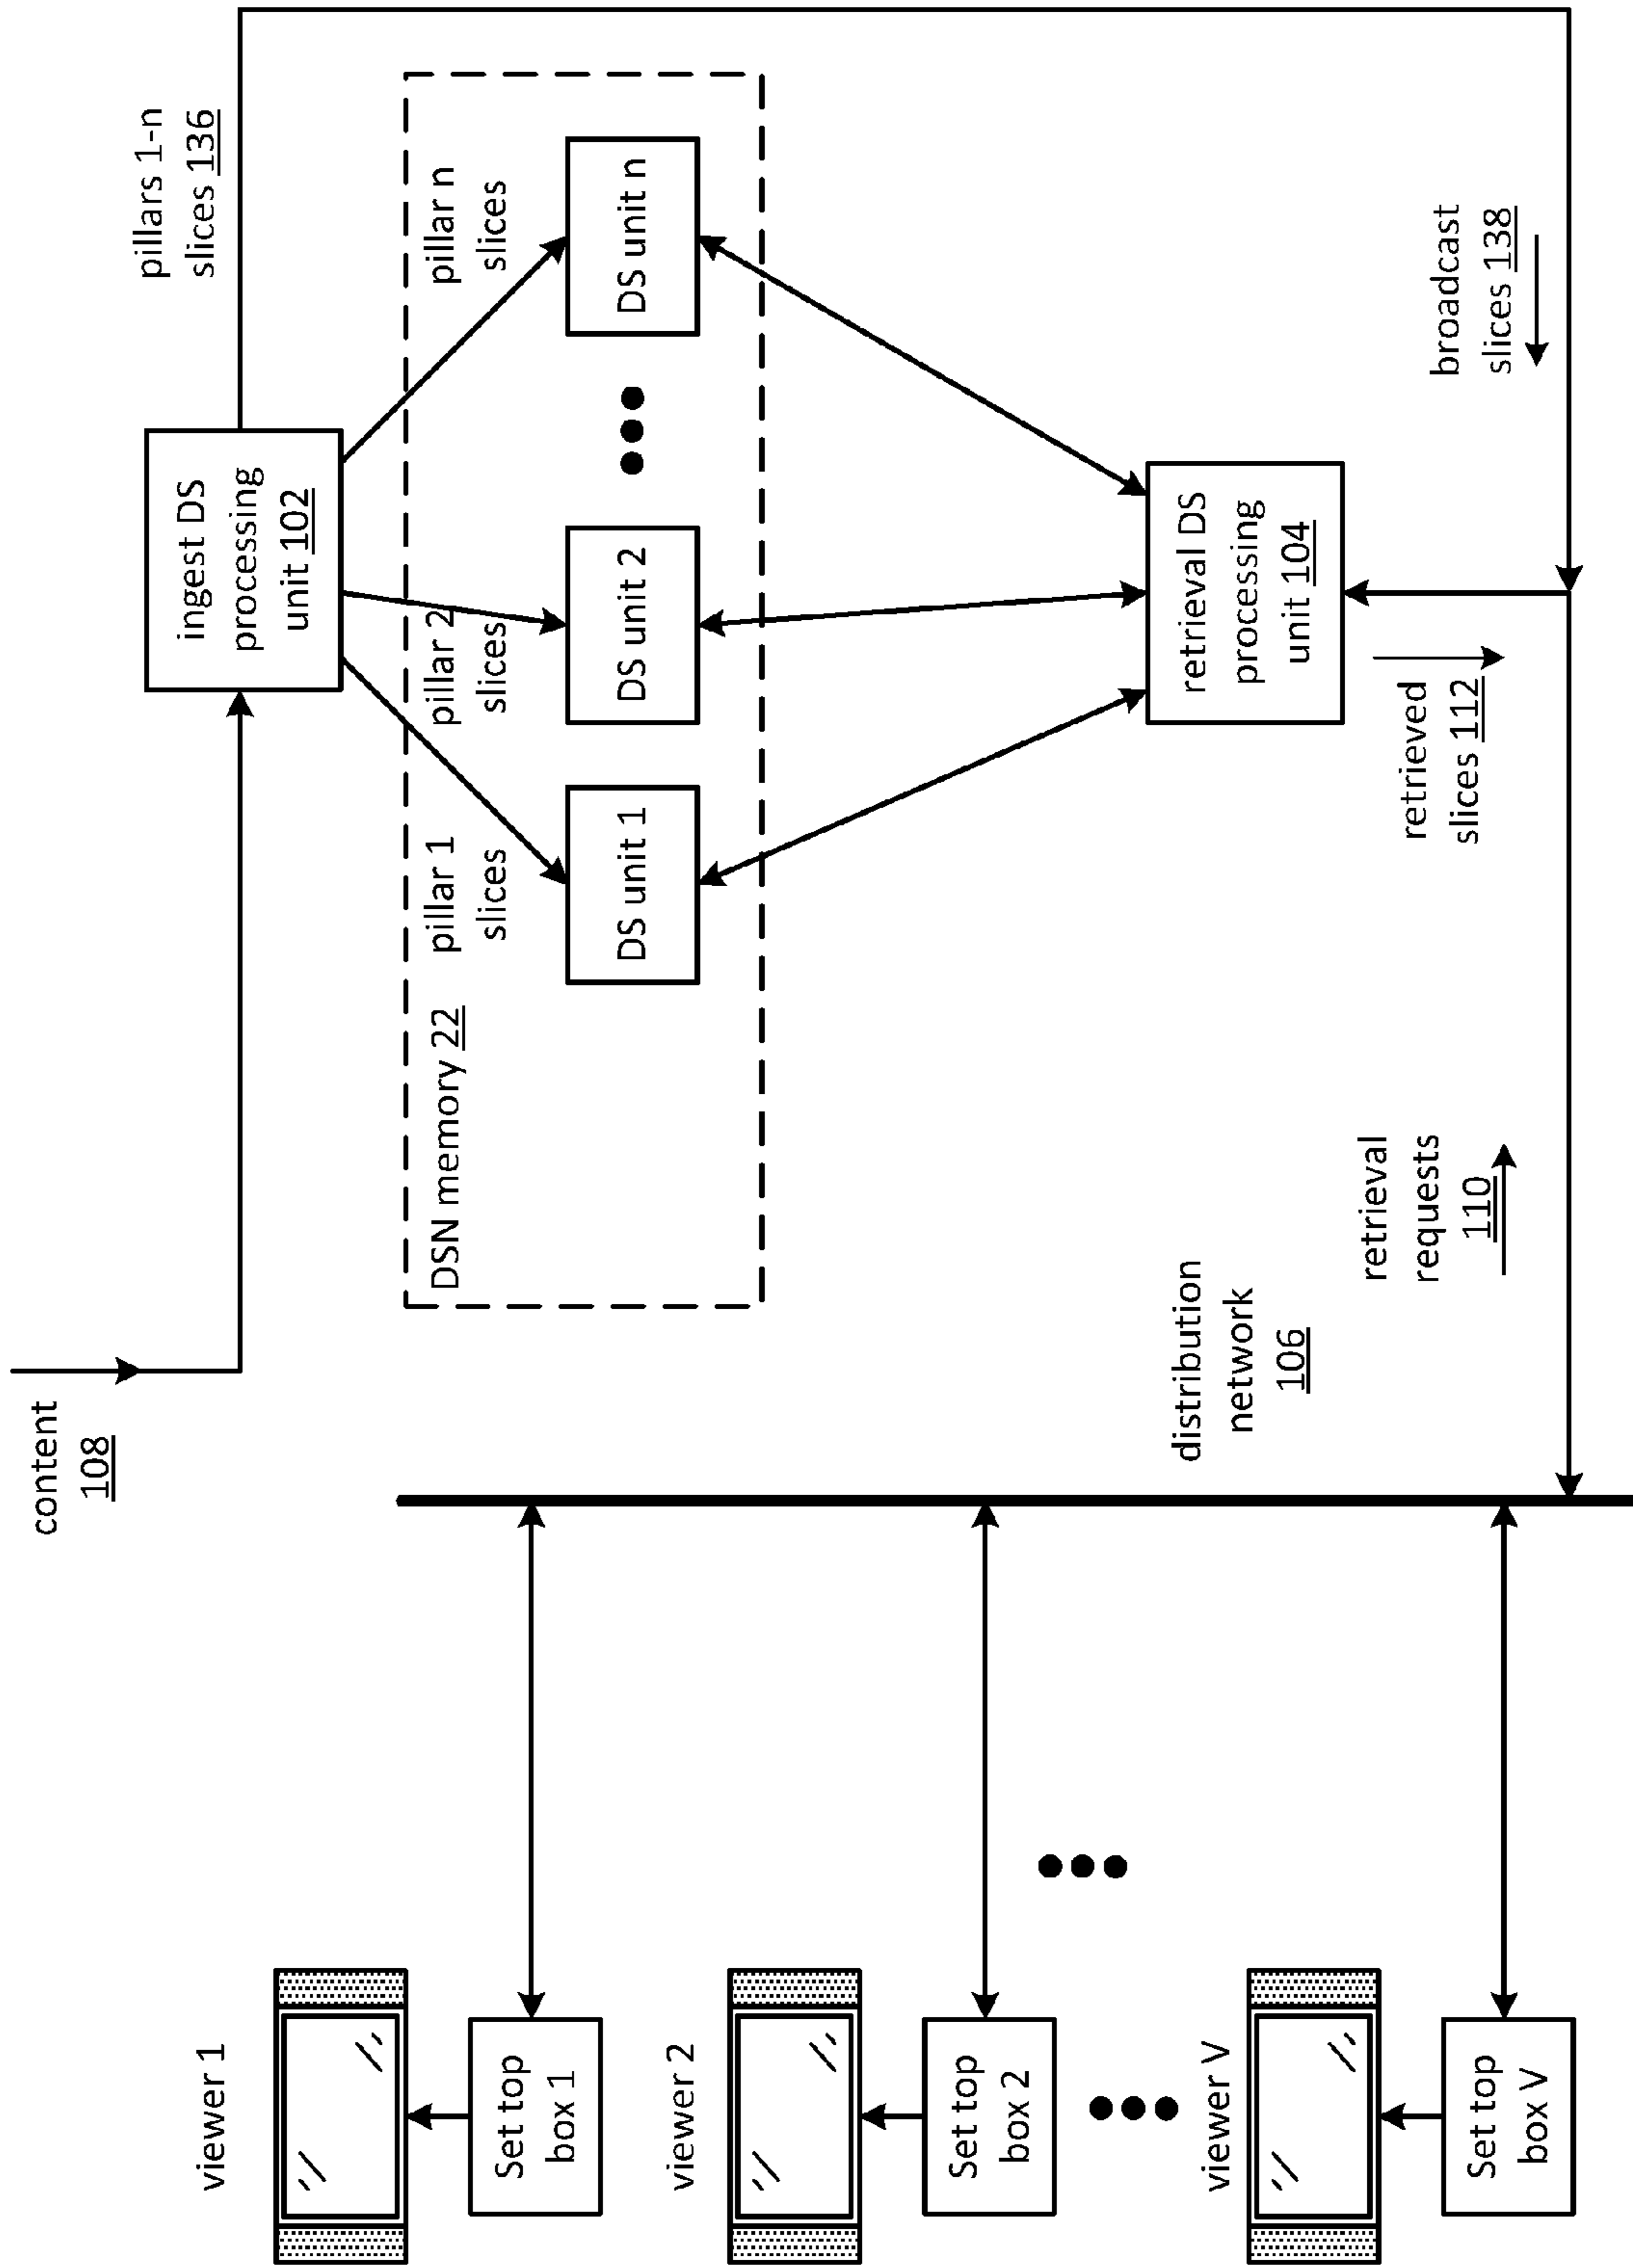 content
108
ingest DS
processing
unit 102
pillars 1-n
slices 136
DSN memory 22
pillar 1
slices
pillar 2
slices
pillar n
slices
DS unit 1
DS unit 2
DS unit n
retrieval DS
processing
unit 104
retrieved
slices 112
broadcast
slices 138
distribution
network
106
retrieval
requests
110
viewer 1
Set top
box 1
viewer 2
Set top
box 2
viewer V
Set top
box V